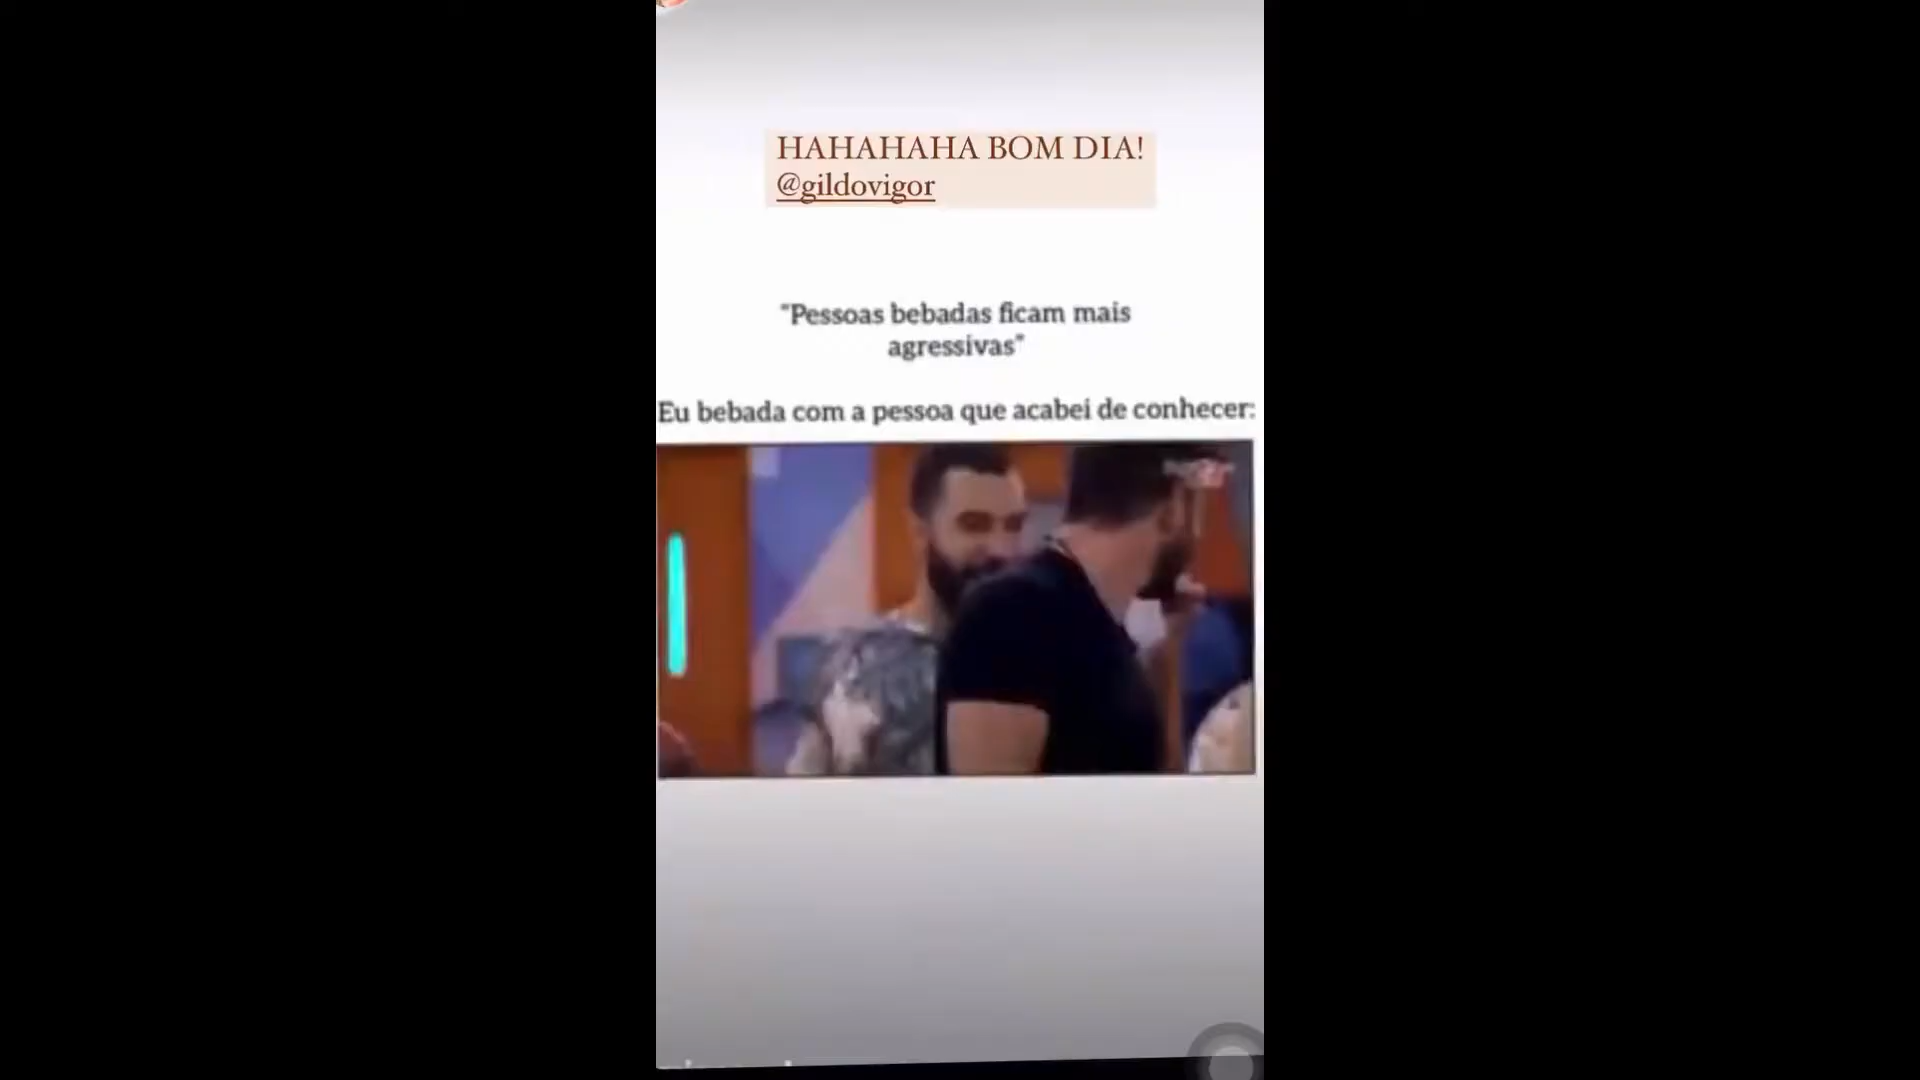 HAHAHAHA BOM DIA!
@gildovigor
"Pessoas bebadas ficam mais
agressivas"
Eu bebada com a pessoa que acabei de conhecer: